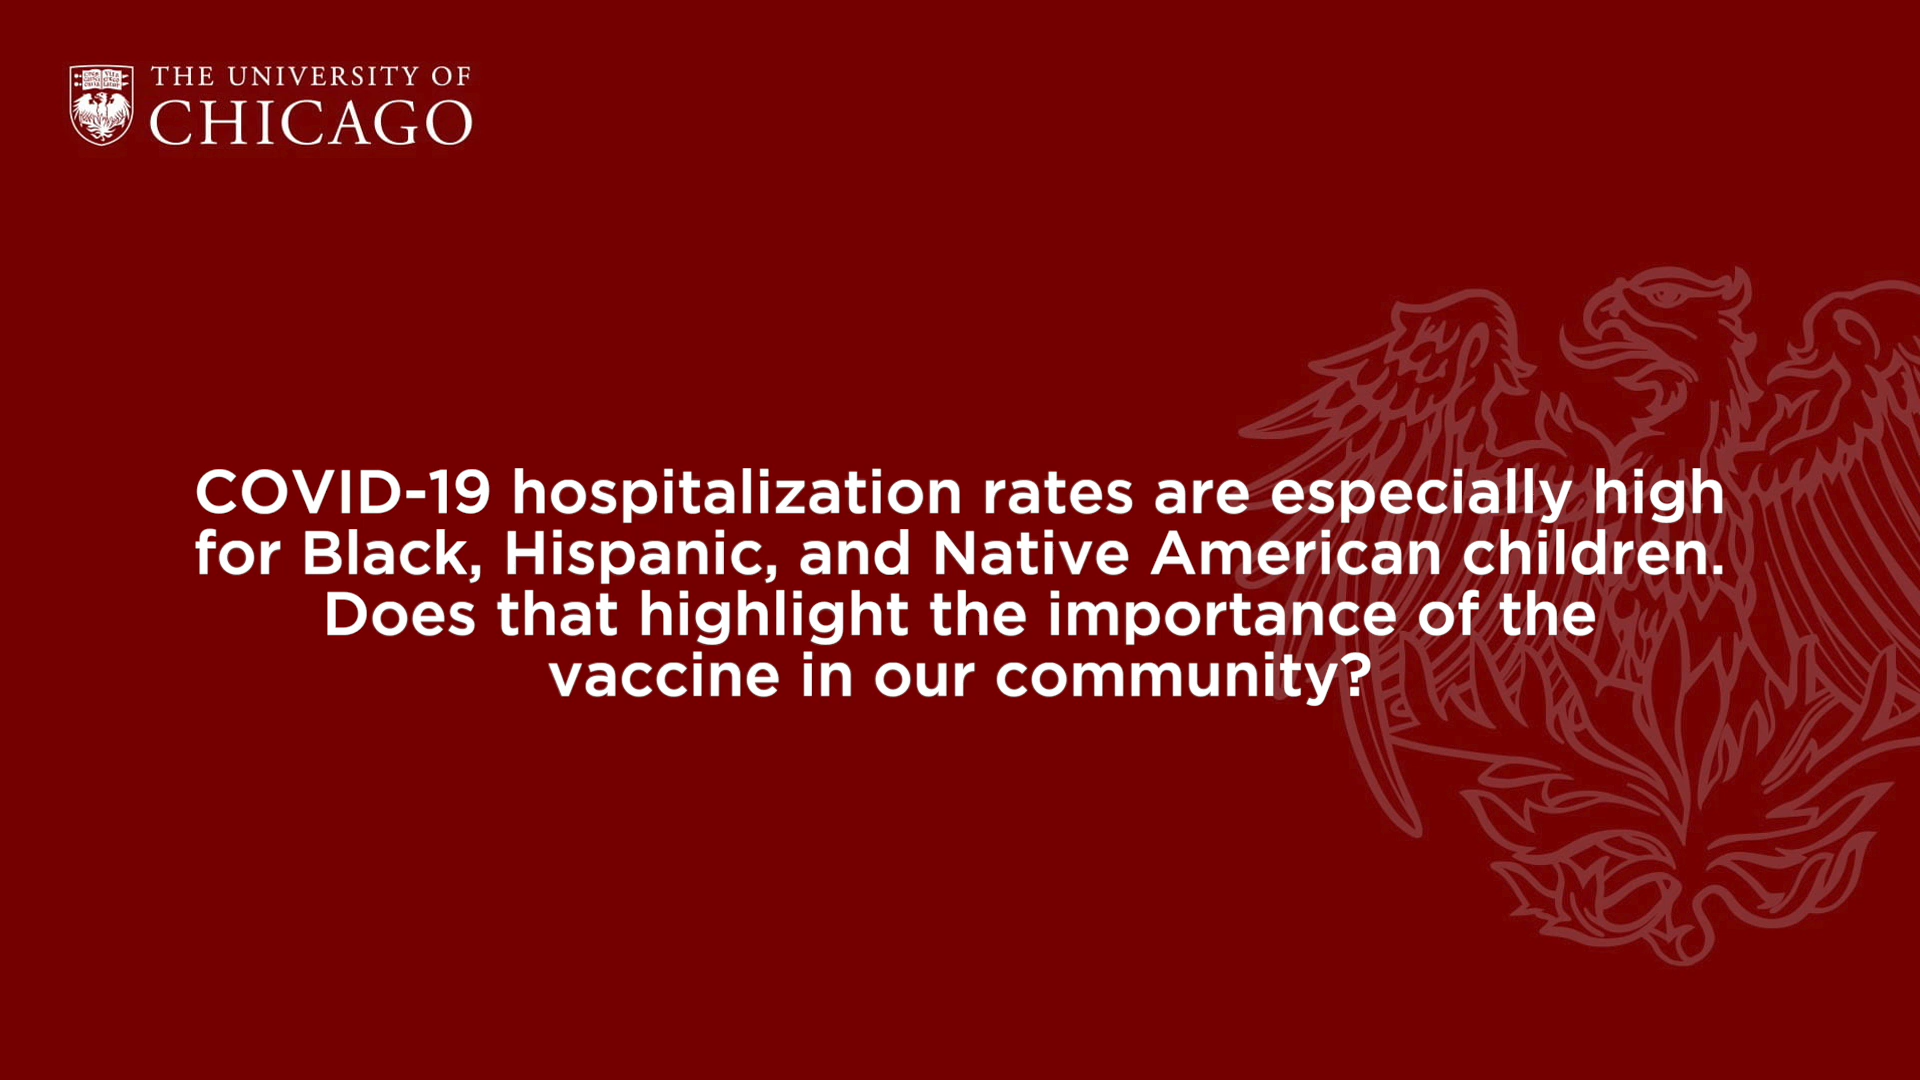 THE UNIVERSITY OF
CHICAGO
COVID-19 hospitalization rates are especially high
for Black, Hispanic, and Native American children.
Does that highlight the importance of the
vaccine in our community?